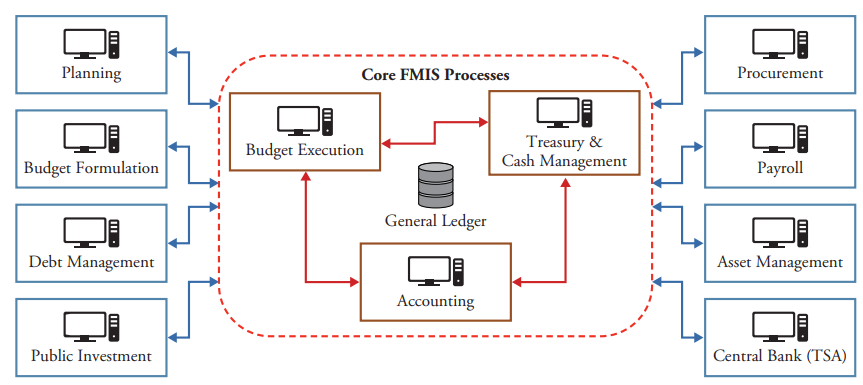 Core FMIS Processes
Planning
Budget Formulation
Debt Management
Public Investment
Budget Execution
Treasury &
Cash Management
General Ledger
Accounting
Procurement
Payroll
Asset Management
Central Bank (TSA)